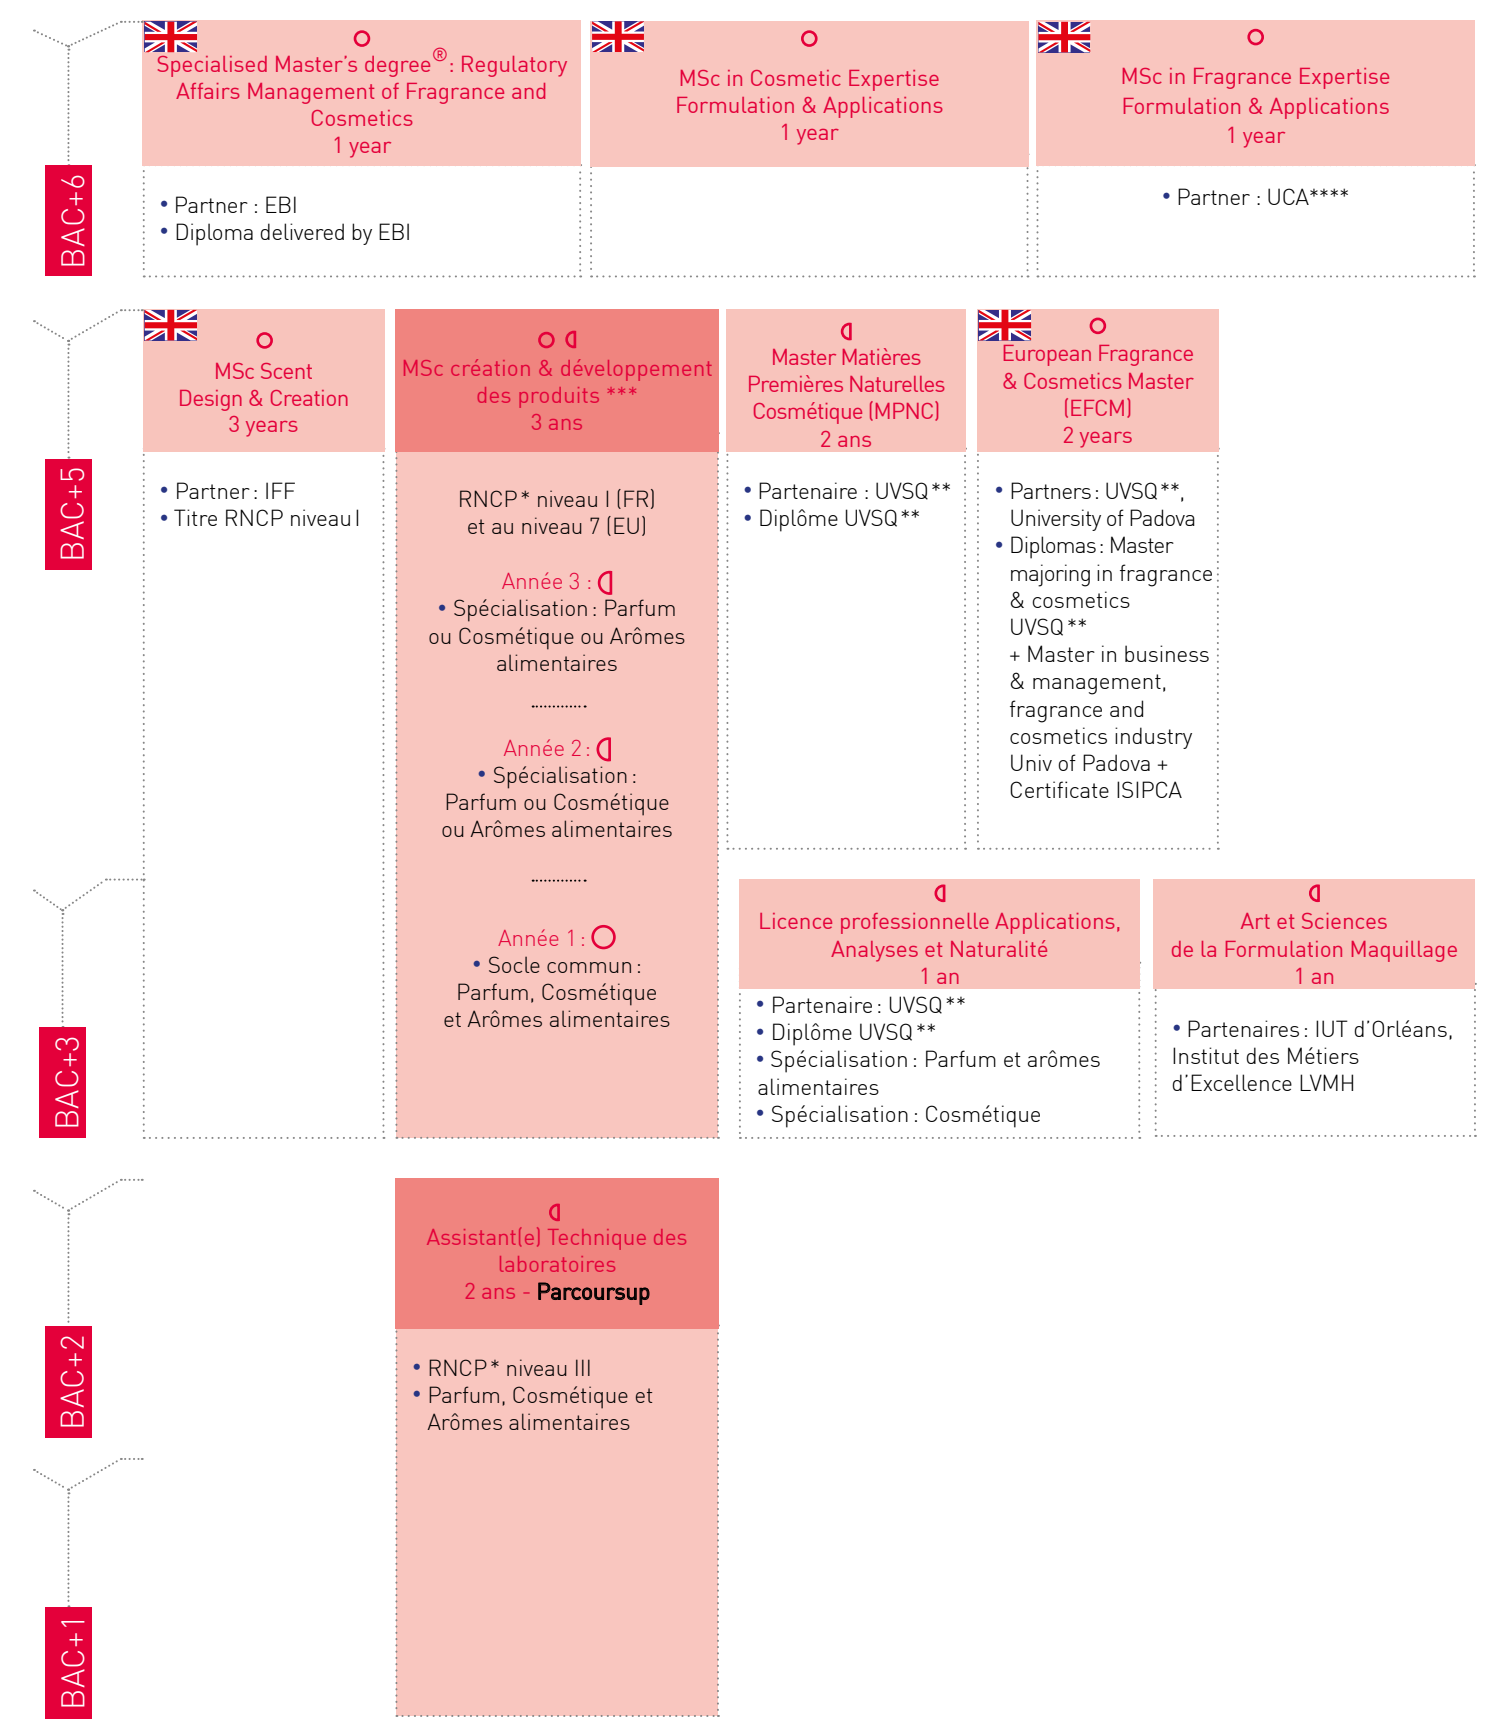 BAC+6
Specialised Master's degree®: Regulatory
Affairs Management of Fragrance and
Cosmetics
1 year
• Partner : EBI
• Diploma delivered by EBI
MSc in Cosmetic Expertise
Formulation & Applications
1 year
MSc in Fragrance Expertise
Formulation & Applications
1 year
• Partner : UCA****
BAC+5
MSc Scent
Design & Creation
3 years
• Partner : IFF
• Titre RNCP niveau I
MSc création & développement
des produits ***
3 ans
RNCP* niveau I (FR)
et au niveau 7 (EU)
Année 3 :
• Spécialisation : Parfum
ou Cosmétique ou Arômes
alimentaires
Année 2 :
• Spécialisation :
Parfum ou Cosmétique
ou Arômes alimentaires
Année 1 :
• Socle commun :
Parfum, Cosmétique
et Arômes alimentaires
Master Matières
Premières Naturelles
Cosmétique (MPNC)
2 ans
• Partenaire : UVSQ**
• Diplôme UVSQ**
European Fragrance
& Cosmetics Master
(EFCM)
2 years
• Partners : UVSQ**,
University of Padova
• Diplomas : Master
majoring in fragrance
& cosmetics
UVSQ**
+ Master in business
& management,
fragrance and
cosmetics industry
Univ of Padova +
Certificate ISIPCA
BAC+3
Licence professionnelle Applications,
Analyses et Naturalité
1 an
• Partenaire : UVSQ**
• Diplôme UVSQ**
• Spécialisation : Parfum et arômes
alimentaires
• Spécialisation : Cosmétique
Art et Sciences
de la Formulation Maquillage
1 an
• Partenaires : IUT d'Orléans,
Institut des Métiers
d'Excellence LVMH
BAC+2
Assistant(e) Technique des
laboratoires
2 ans - Parcoursup
• RNCP* niveau III
• Parfum, Cosmétique et
Arômes alimentaires
BAC+1